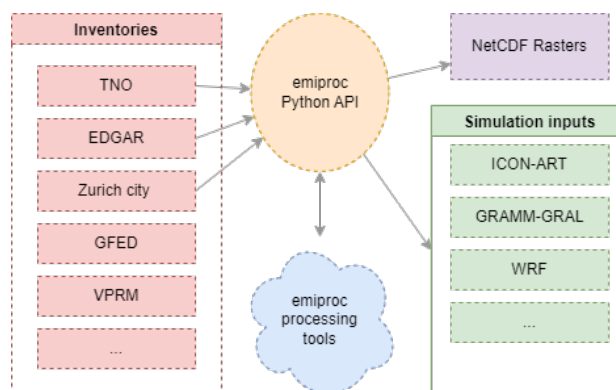 Inventories
TNO
EDGAR
Zurich city
GFED
VPRM
...
emiproc
Python API
emiproc
processing
tools
NetCDF Rasters
Simulation inputs
ICON-ART
GRAMM-GRAL
WRF
...